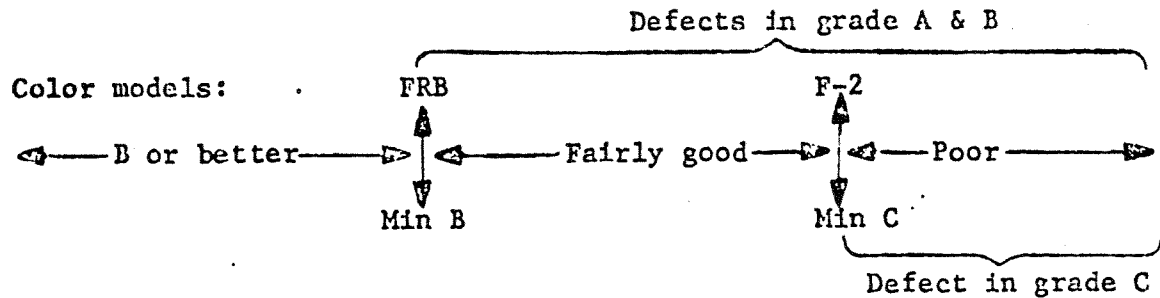 Defects in grade A & B
Color models: FRB F-2
B or better Fairly good Poor
Min B Min C
Defect in grade C